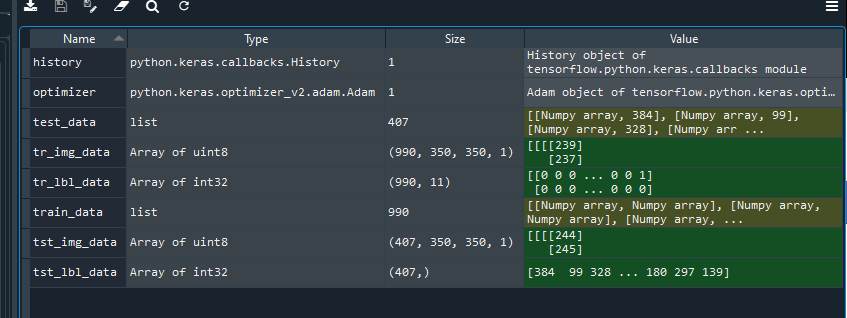 Name Type Size Value
history python.keras.callbacks.History 1 History object of
tensorflow.python.keras.callbacks module
optimizer python.keras.optimizer_v2.adam.Adam 1 Adam object of tensorflow.python.keras.opti…
test_data list 407 [[Numpy array, 384], [Numpy array, 99],
[Numpy array, 328], [Numpy arr ...
tr_img_data Array of uint8 (990, 350, 350, 1) [[[[239]
[237]
tr_lbl_data Array of int32 (990, 11) [[0 0 0 ... 0 0 1]
[0 0 0 ... 0 0 0]
train_data list 990 [[Numpy array, Numpy array], [Numpy array,
Numpy array], [Numpy array, ...
tst_img_data Array of uint8 (407, 350, 350, 1) [[[[244]
[245]
tst_lbl_data Array of int32 (407,) [384 99 328 ... 180 297 139]